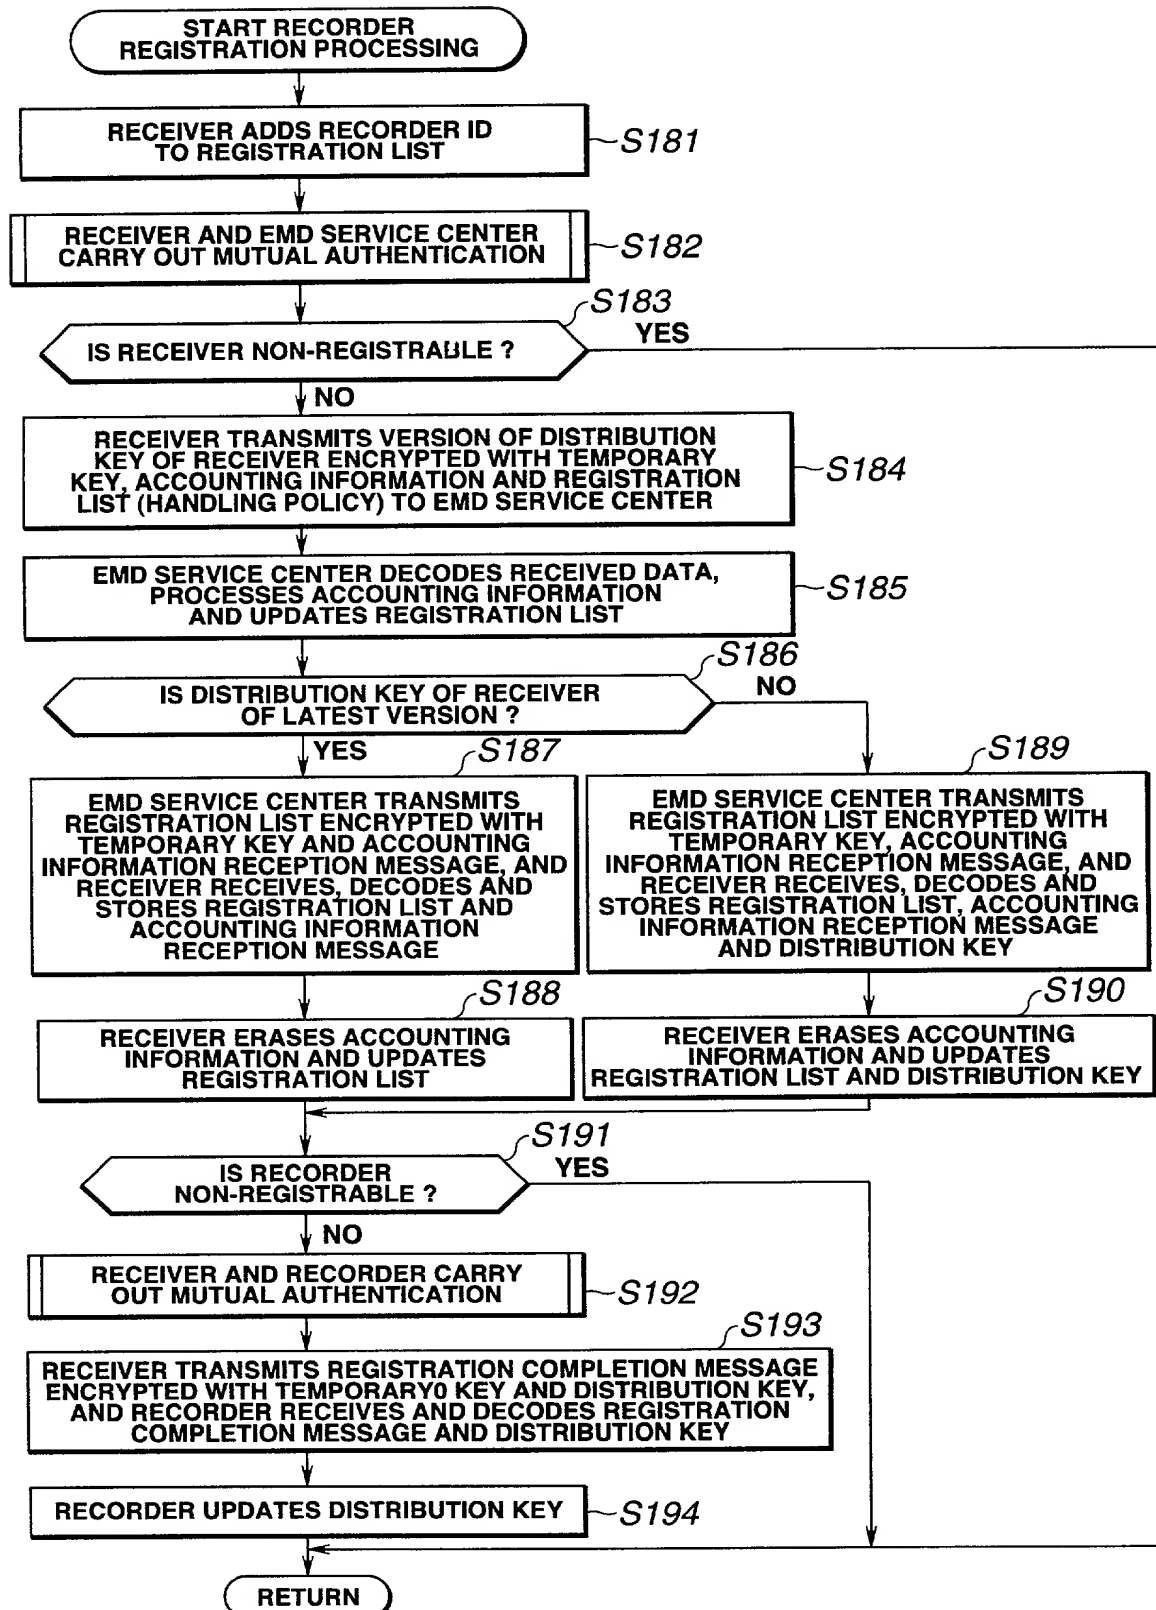 START RECORDER
REGISTRATION PROCESSING
RECEIVER ADDS RECORDER ID
TO REGISTRATION LIST
S181
RECEIVER AND EMD SERVICE CENTER
CARRY OUT MUTUAL AUTHENTICATION
S182
S183
IS RECEIVER NON-REGISTRABLE ?
YES
NO
RECEIVER TRANSMITS VERSION OF DISTRIBUTION
KEY OF RECEIVER ENCRYPTED WITH TEMPORARY
KEY, ACCOUNTING INFORMATION AND REGISTRATION
LIST (HANDLING POLICY) TO EMD SERVICE CENTER
S184
EMD SERVICE CENTER DECODES RECEIVED DATA,
PROCESSES ACCOUNTING INFORMATION
AND UPDATES REGISTRATION LIST
S185
S186
IS DISTRIBUTION KEY OF RECEIVER
OF LATEST VERSION ?
NO
YES
S187
EMD SERVICE CENTER TRANSMITS
REGISTRATION LIST ENCRYPTED WITH
TEMPORARY KEY AND ACCOUNTING
INFORMATION RECEPTION MESSAGE, AND
RECEIVER RECEIVES, DECODES AND
STORES REGISTRATION LIST AND
ACCOUNTING INFORMATION
RECEPTION MESSAGE
S189
EMD SERVICE CENTER TRANSMITS
REGISTRATION LIST ENCRYPTED WITH
TEMPORARY KEY, ACCOUNTING
INFORMATION RECEPTION MESSAGE, AND
RECEIVER RECEIVES, DECODES AND
STORES REGISTRATION LIST, ACCOUNTING
INFORMATION RECEPTION MESSAGE
AND DISTRIBUTION KEY
S188
RECEIVER ERASES ACCOUNTING
INFORMATION AND UPDATES
REGISTRATION LIST
S190
RECEIVER ERASES ACCOUNTING
INFORMATION AND UPDATES
REGISTRATION LIST AND DISTRIBUTION KEY
S191
IS RECORDER
NON-REGISTRABLE ?
YES
NO
RECEIVER AND RECORDER CARRY
OUT MUTUAL AUTHENTICATION
S192
S193
RECEIVER TRANSMITS REGISTRATION COMPLETION MESSAGE
ENCRYPTED WITH TEMPORARY0 KEY AND DISTRIBUTION KEY,
AND RECORDER RECEIVES AND DECODES REGISTRATION
COMPLETION MESSAGE AND DISTRIBUTION KEY
RECORDER UPDATES DISTRIBUTION KEY
S194
RETURN